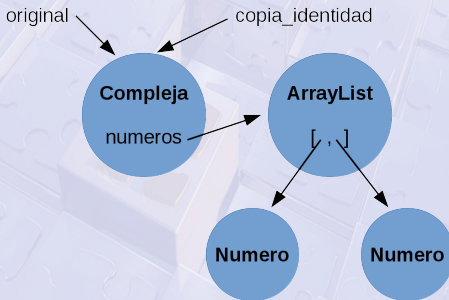 original
copia_identidad
Compleja
ArrayList
numeros
[ , ]
Numero
Numero